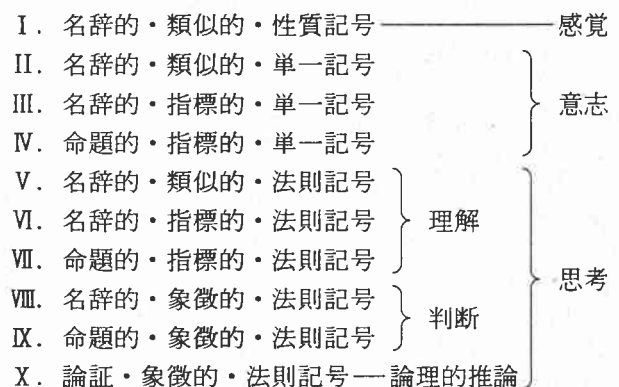 Ⅰ. 名辞的・類似的・性質記号――感覚
Ⅱ. 名辞的・類似的・単一記号
Ⅲ. 名辞的・指標的・単一記号
意志
Ⅳ. 命題的・指標的・単一記号
Ⅴ. 名辞的・類似的・法則記号
Ⅵ. 名辞的・指標的・法則記号
理解
Ⅶ. 命題的・指標的・法則記号
思考
Ⅷ. 名辞的・象徴的・法則記号
判断
Ⅸ. 命題的・象徴的・法則記号
Ⅹ. 論証・象徴的・法則記号―論理的推論